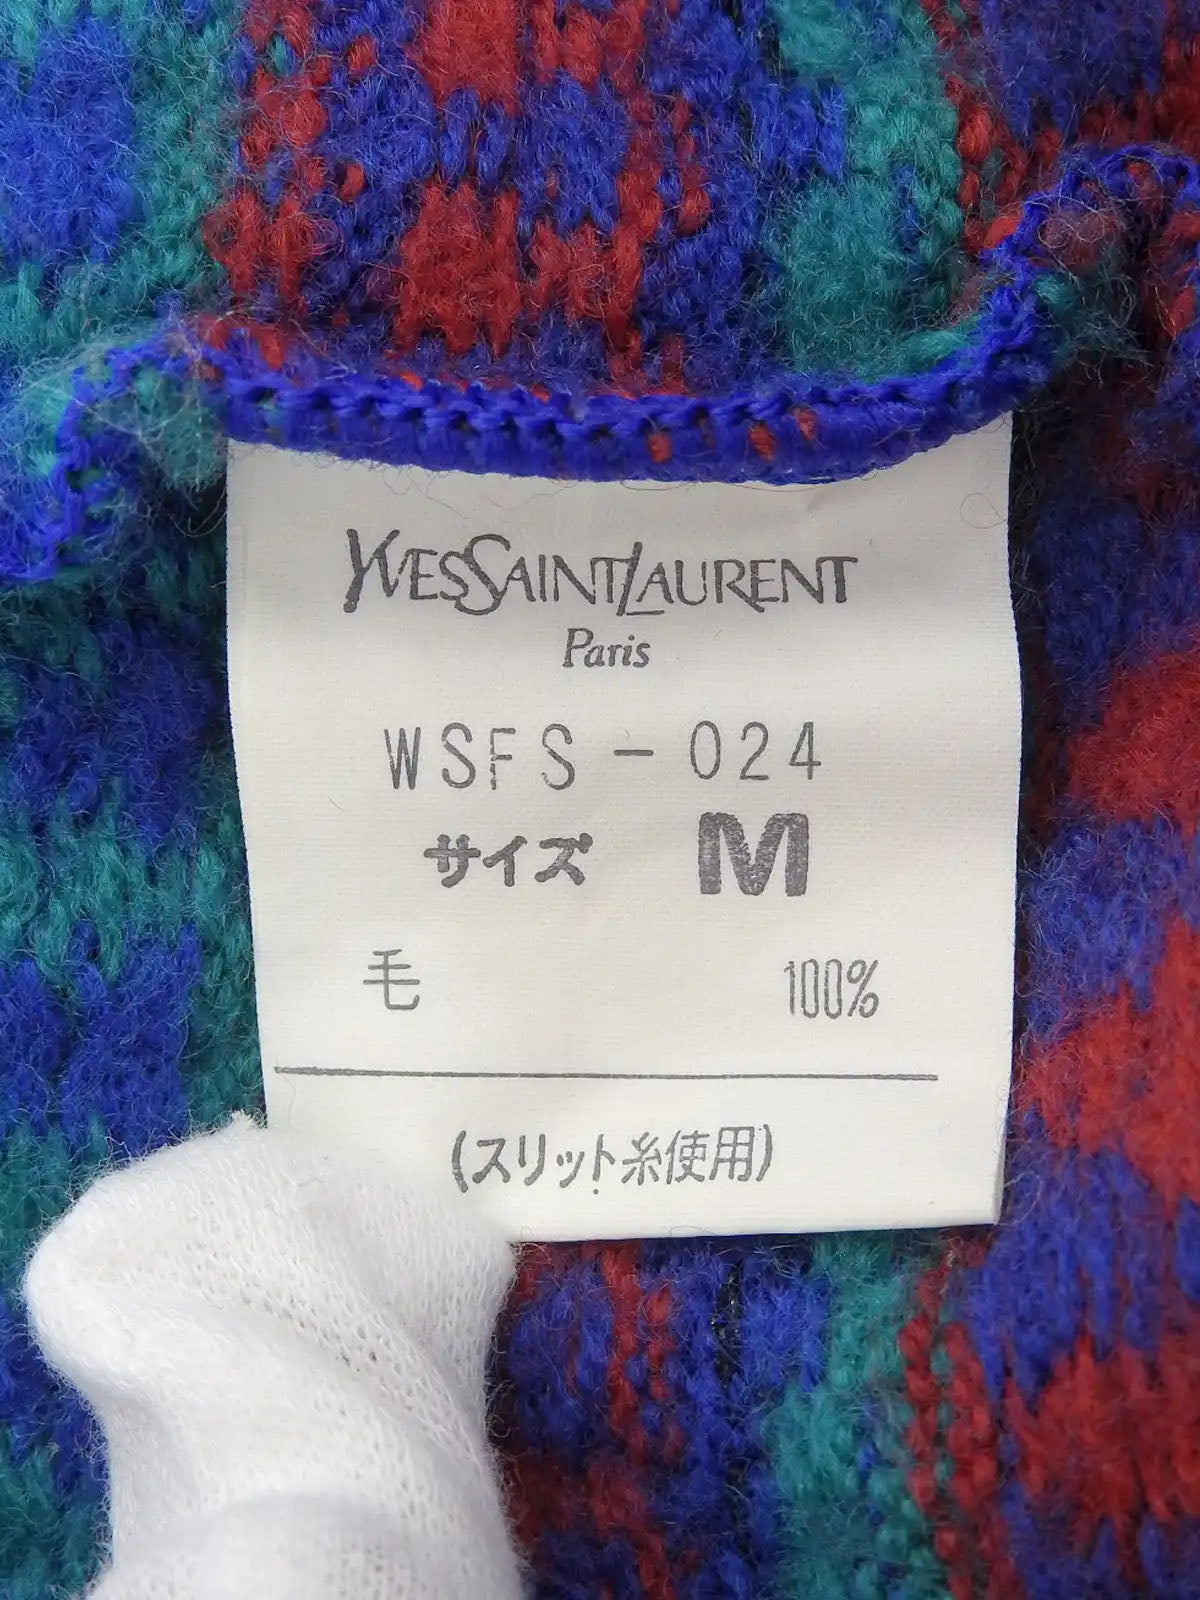 YVES SAINT LAURENT
Paris
WSFS-024
サイズ M
毛 100%
(スリット糸使用)